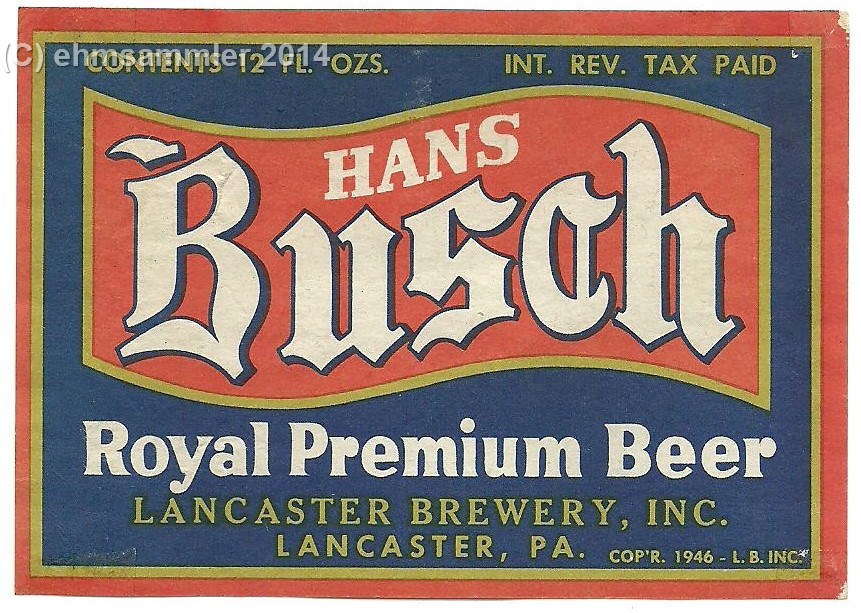 (C) ehmsammler 2014
CONTENTS 12 FL. OZS. INT. REV. TAX PAID
HANS
Busch
Royal Premium Beer
LANCASTER BREWERY, INC.
LANCASTER, PA. COP'R. 1946 - L. B. INC.